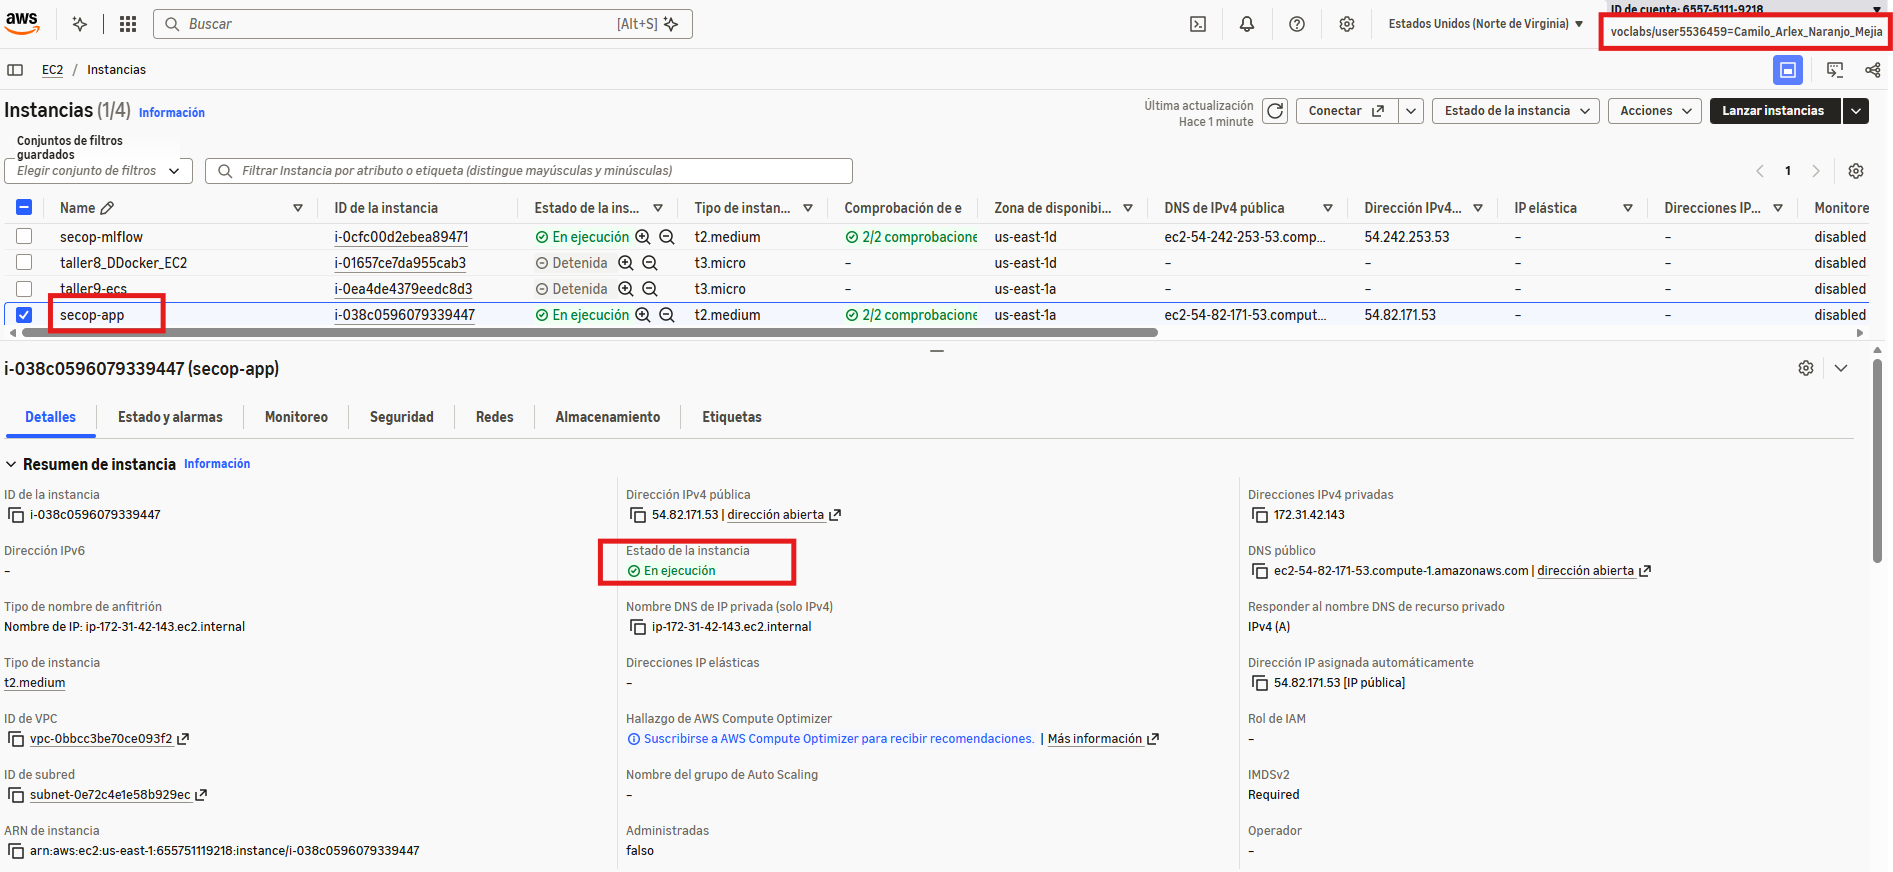 aws
Buscar [Alt+S]
Estados Unidos (Norte de Virginia)
ID de cuenta: 6557-5111-9218
voclabs/user5536459=Camilo_Arlex_Naranjo_Mejia
EC2 / Instancias
Instancias (1/4) Información
Última actualización
Hace 1 minute
Conectar
Estado de la instancia
Acciones
Lanzar instancias
Conjuntos de filtros
guardados
Elegir conjunto de filtros
Filtrar Instancia por atributo o etiqueta (distingue mayúsculas y minúsculas)
1
Name ID de la instancia Estado de la ins... Tipo de instan... Comprobación de e Zona de disponibi... DNS de IPv4 pública Dirección IPv4... IP elástica Direcciones IP... Monitore
secop-mlflow i-0cfc00d2ebea89471 En ejecución t2.medium 2/2 comprobacione us-east-1d ec2-54-242-253-53.comp... 54.242.253.53 – – disabled
taller8_DDocker_EC2 i-01657ce7da955cab3 Detenida t3.micro – us-east-1d – – – – disabled
taller9-ecs i-0ea4de4379eedc8d3 Detenida t3.micro – us-east-1a – – – – disabled
secop-app i-038c0596079339447 En ejecución t2.medium 2/2 comprobacione us-east-1a ec2-54-82-171-53.comput... 54.82.171.53 – – disabled
i-038c0596079339447 (secop-app)
Detalles Estado y alarmas Monitoreo Seguridad Redes Almacenamiento Etiquetas
Resumen de instancia Información
ID de la instancia
i-038c0596079339447
Dirección IPv4 pública
54.82.171.53 | dirección abierta
Direcciones IPv4 privadas
172.31.42.143
Dirección IPv6
–
Estado de la instancia
En ejecución
DNS público
ec2-54-82-171-53.compute-1.amazonaws.com | dirección abierta
Tipo de nombre de anfitrión
Nombre de IP: ip-172-31-42-143.ec2.internal
Nombre DNS de IP privada (solo IPv4)
ip-172-31-42-143.ec2.internal
Responder al nombre DNS de recurso privado
IPv4 (A)
Tipo de instancia
t2.medium
Direcciones IP elásticas
–
Dirección IP asignada automáticamente
54.82.171.53 [IP pública]
ID de VPC
vpc-0bbcc3be70ce093f2
Hallazgo de AWS Compute Optimizer
Suscribirse a AWS Compute Optimizer para recibir recomendaciones. | Más información
Rol de IAM
–
ID de subred
subnet-0e72c4e1e58b929ec
Nombre del grupo de Auto Scaling
–
IMDSv2
Required
ARN de instancia
arn:aws:ec2:us-east-1:655751119218:instance/i-038c0596079339447
Administradas
falso
Operador
–